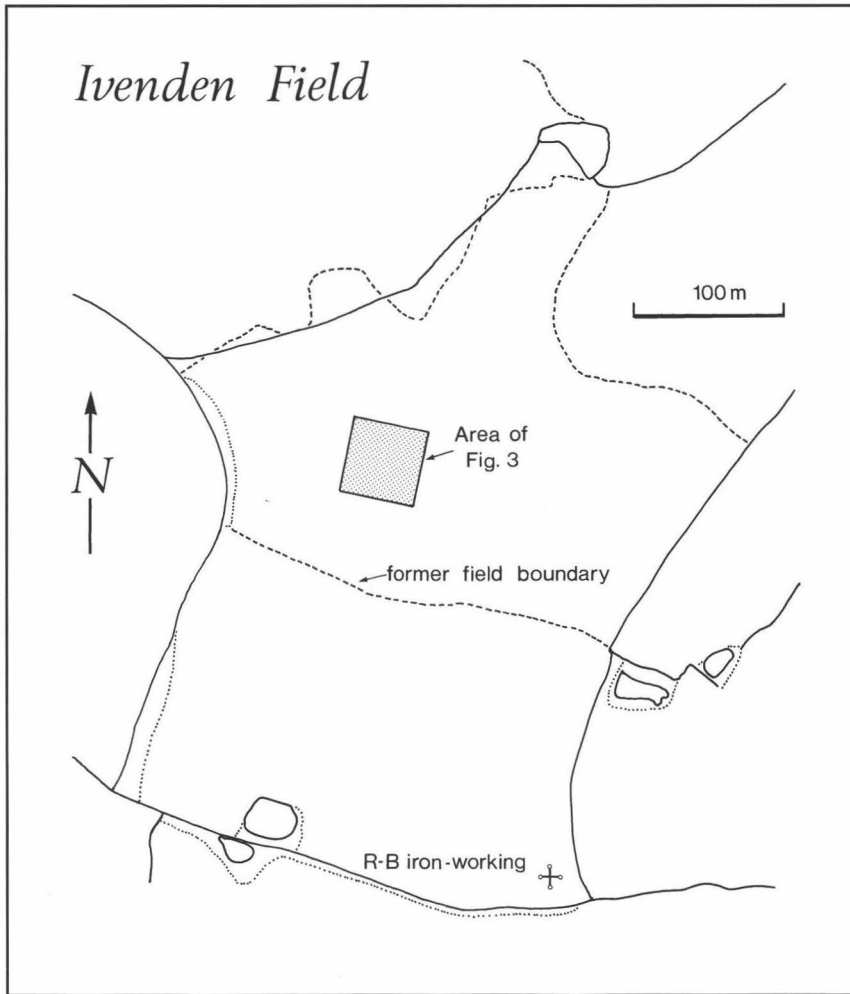 Ivenden Field
100 m
N
Area of
Fig. 3
former field boundary
R-B iron-working